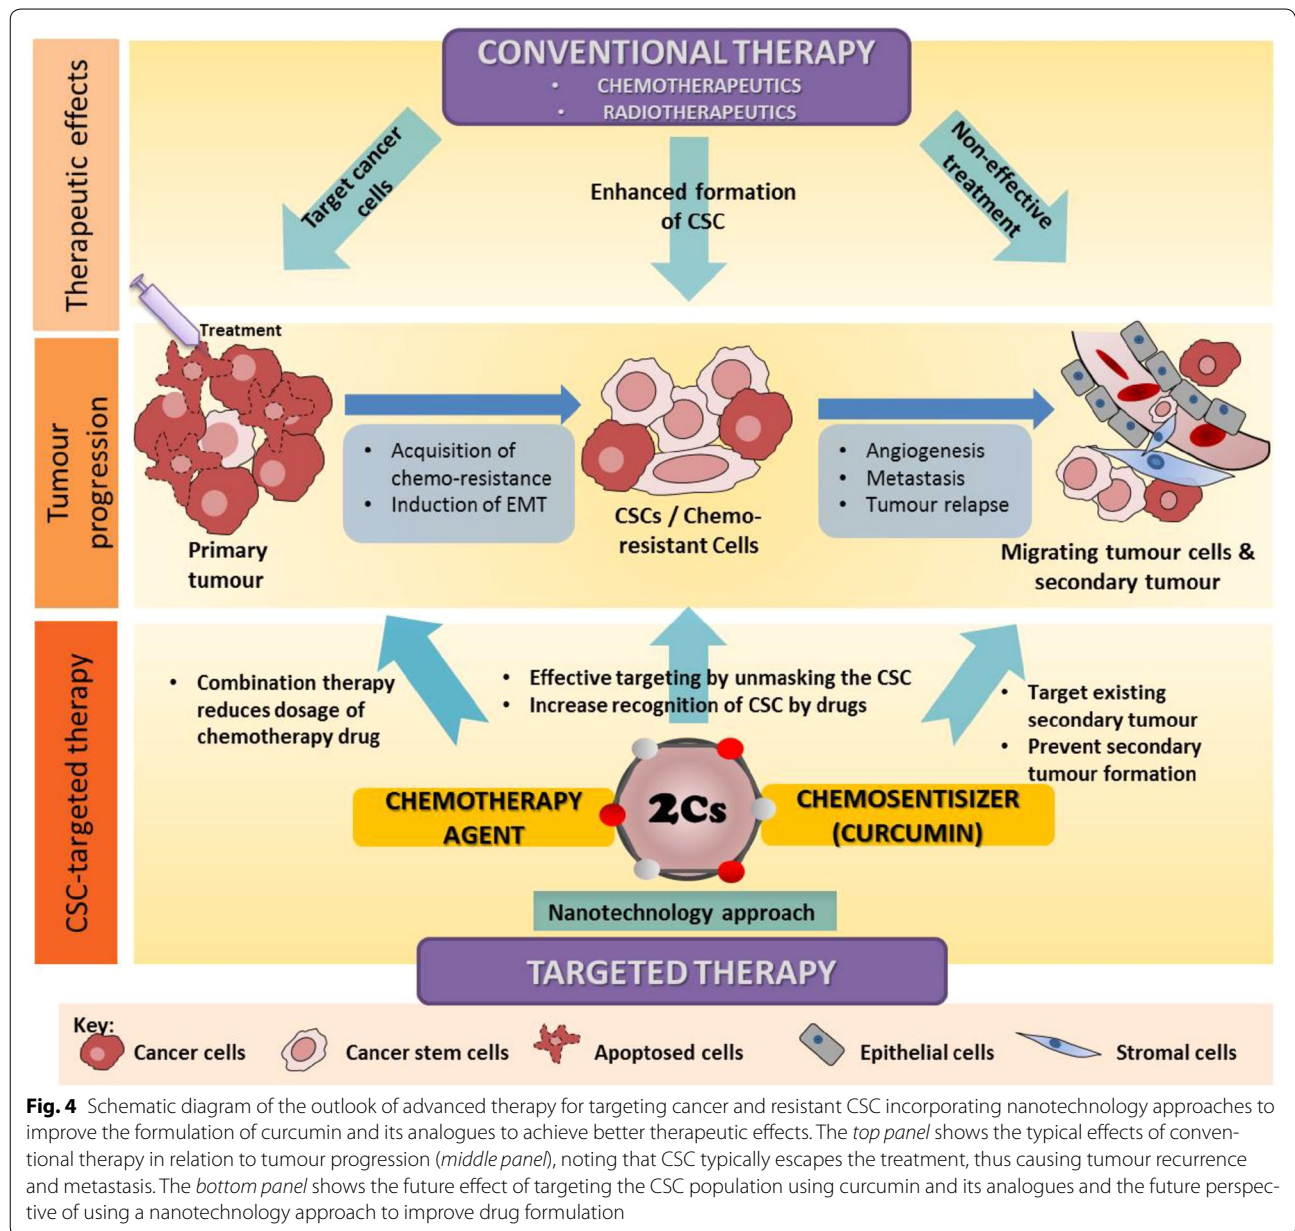 CONVENTIONAL THERAPY
• CHEMOTHERAPEUTICS
• RADIOTHERAPEUTICS
Therapeutic effects
Target cancer
cells
Enhanced formation
of CSC
Non-effective
treatment
Tumour
progression
Treatment
Primary
tumour
• Acquisition of
chemo-resistance
• Induction of EMT
CSCs / Chemo-
resistant Cells
• Angiogenesis
• Metastasis
• Tumour relapse
Migrating tumour cells &
secondary tumour
CSC-targeted therapy
• Combination therapy
reduces dosage of
chemotherapy drug
• Effective targeting by unmasking the CSC
• Increase recognition of CSC by drugs
• Target existing
secondary tumour
• Prevent secondary
tumour formation
CHEMOTHERAPY
AGENT
2Cs
CHEMOSENTISIZER
(CURCUMIN)
Nanotechnology approach
TARGETED THERAPY
Key:
Cancer cells
Cancer stem cells
Apoptosed cells
Epithelial cells
Stromal cells
Fig. 4 Schematic diagram of the outlook of advanced therapy for targeting cancer and resistant CSC incorporating nanotechnology approaches to
improve the formulation of curcumin and its analogues to achieve better therapeutic effects. The top panel shows the typical effects of conven-
tional therapy in relation to tumour progression (middle panel), noting that CSC typically escapes the treatment, thus causing tumour recurrence
and metastasis. The bottom panel shows the future effect of targeting the CSC population using curcumin and its analogues and the future perspec-
tive of using a nanotechnology approach to improve drug formulation